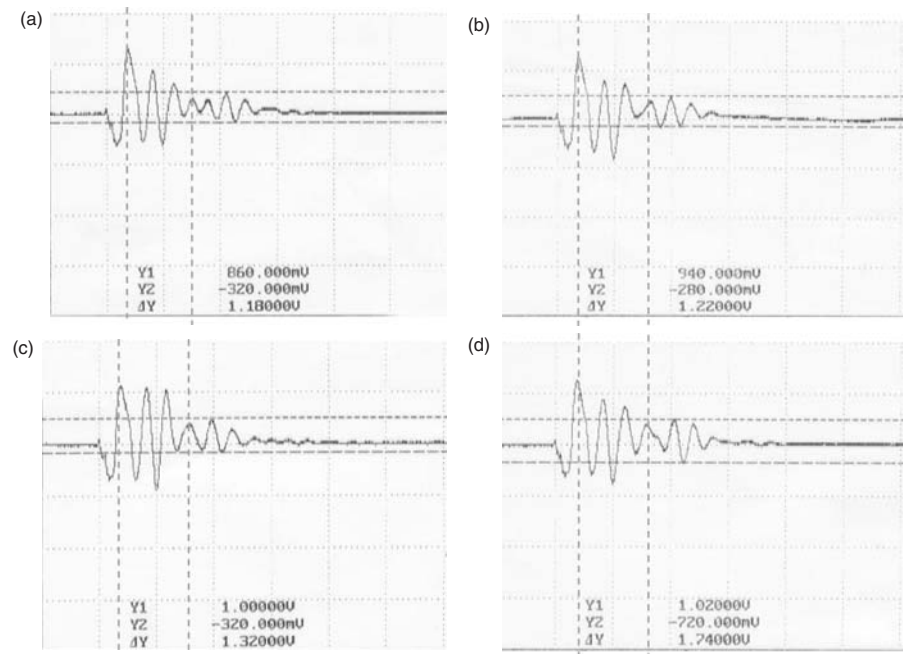 (a)
Y1 860.000mV
Y2 -320.000mV
ΔY 1.18000V
(b)
Y1 940.000mV
Y2 -280.000mV
ΔY 1.22000V
(c)
Y1 1.00000V
Y2 -320.000mV
ΔY 1.32000V
(d)
Y1 1.02000V
Y2 -720.000mV
ΔY 1.74000V